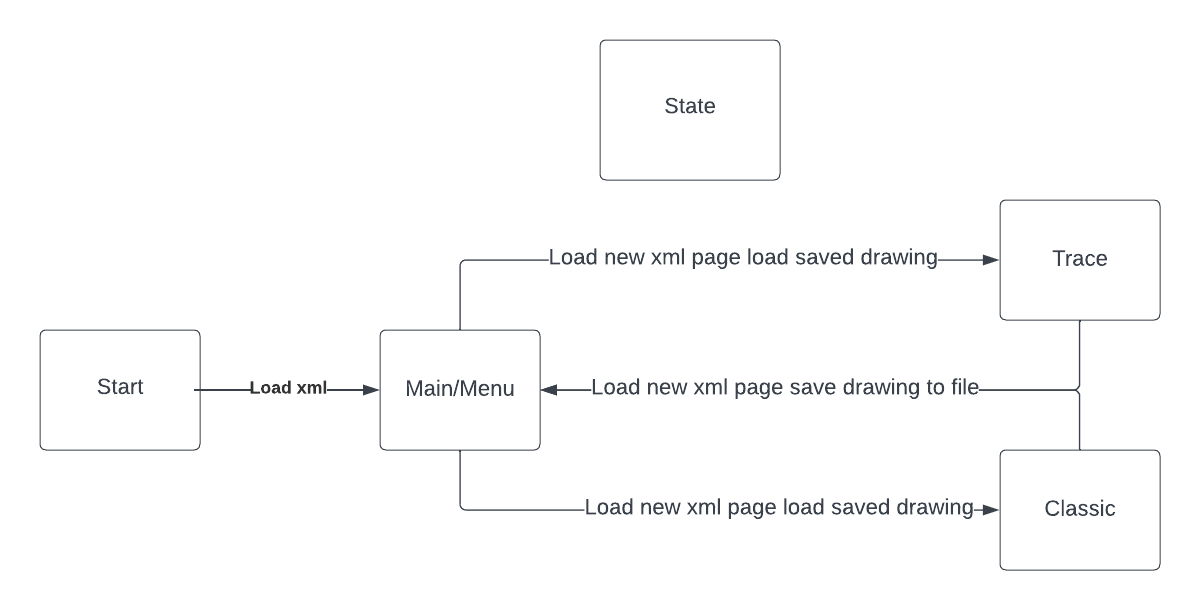 State
Load new xml page load saved drawing
Trace
Start
Load xml
Main/Menu
Load new xml page save drawing to file
Load new xml page load saved drawing
Classic